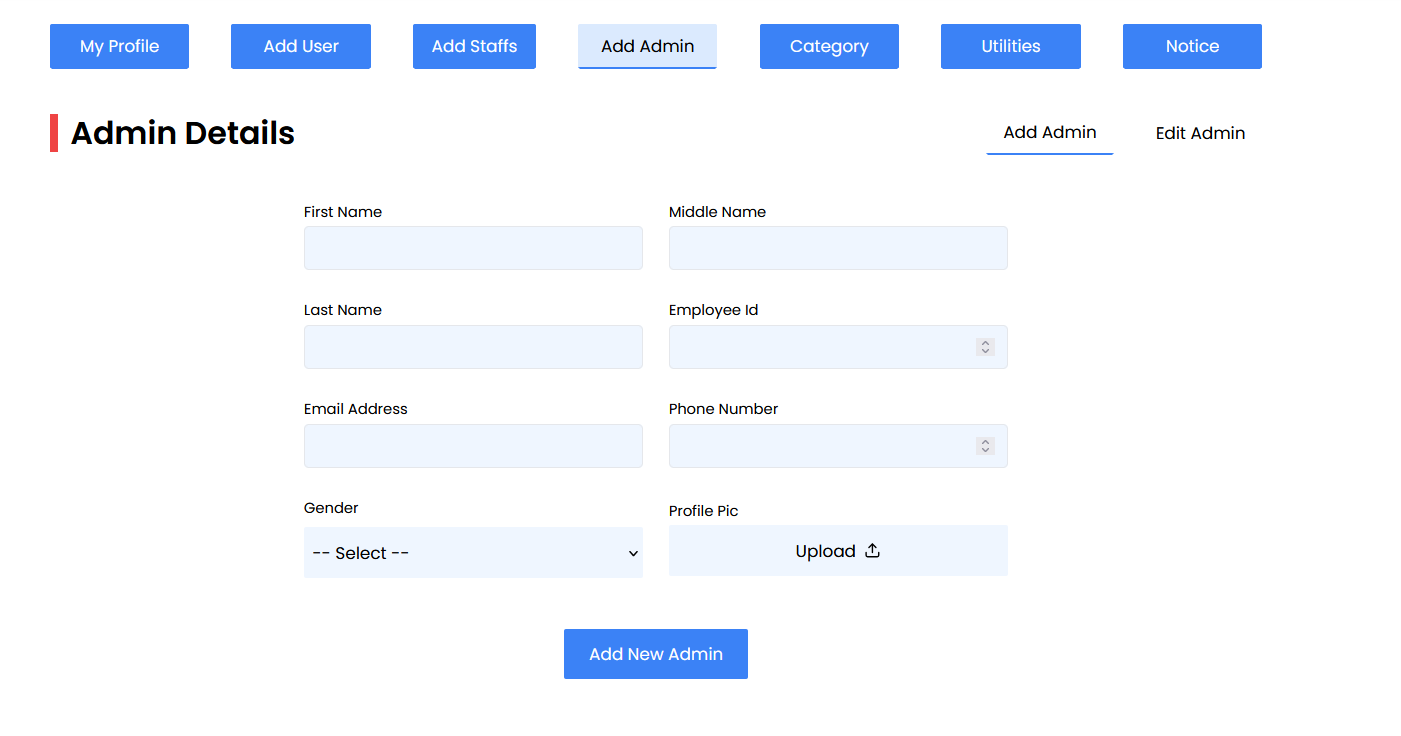 My Profile Add User Add Staffs Add Admin Category Utilities Notice
Admin Details Add Admin Edit Admin
First Name Middle Name
Last Name Employee Id
Email Address Phone Number
Gender Profile Pic
-- Select -- Upload
Add New Admin